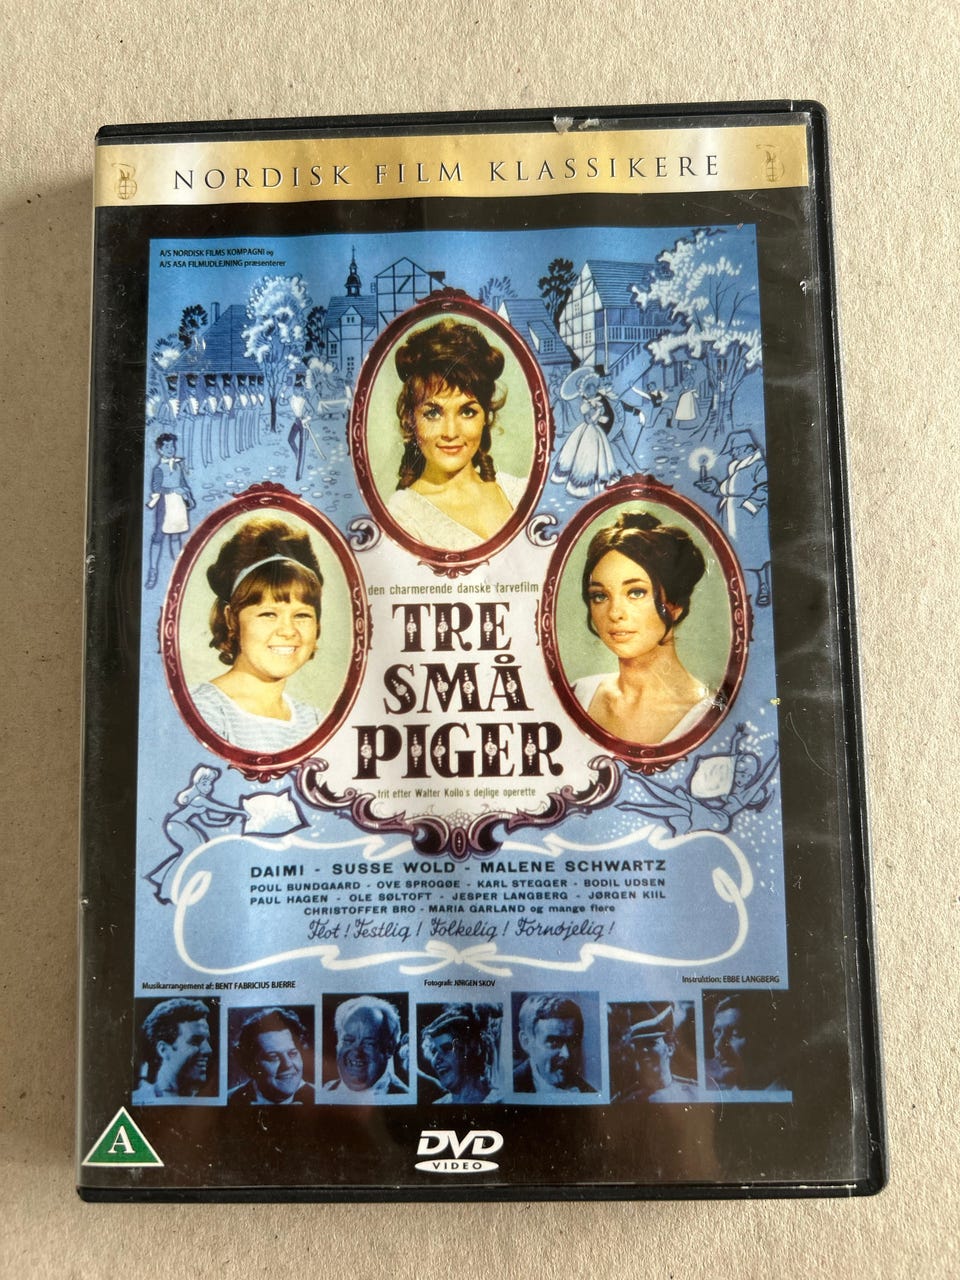 NORDISK FILM KLASSIKERE
A/S NORDISK FILMS KOMPAGNI og
A/S ASA FILMUDLEJNING præsenterer
den charmerende danske farvefilm
TRE
SMÅ
PIGER
frit efter Walter Kollo's dejlige operette
DAIMI - SUSSE WOLD - MALENE SCHWARTZ
POUL BUNDGAARD - OVE SPROGØE - KARL STEGGER - BODIL UDSEN
PAUL HAGEN - OLE SØLTOFT - JESPER LANGBERG - JØRGEN KIIL
CHRISTOFFER BRO - MARIA GARLAND og mange flere
Flot! Festlig! Folkelig! Fornøjelig!
Musikarrangement af: BENT FABRICIUS BJERRE
Fotografi: JØRGEN SKOV
Instruktion: EBBE LANGBERG
A
DVD
VIDEO